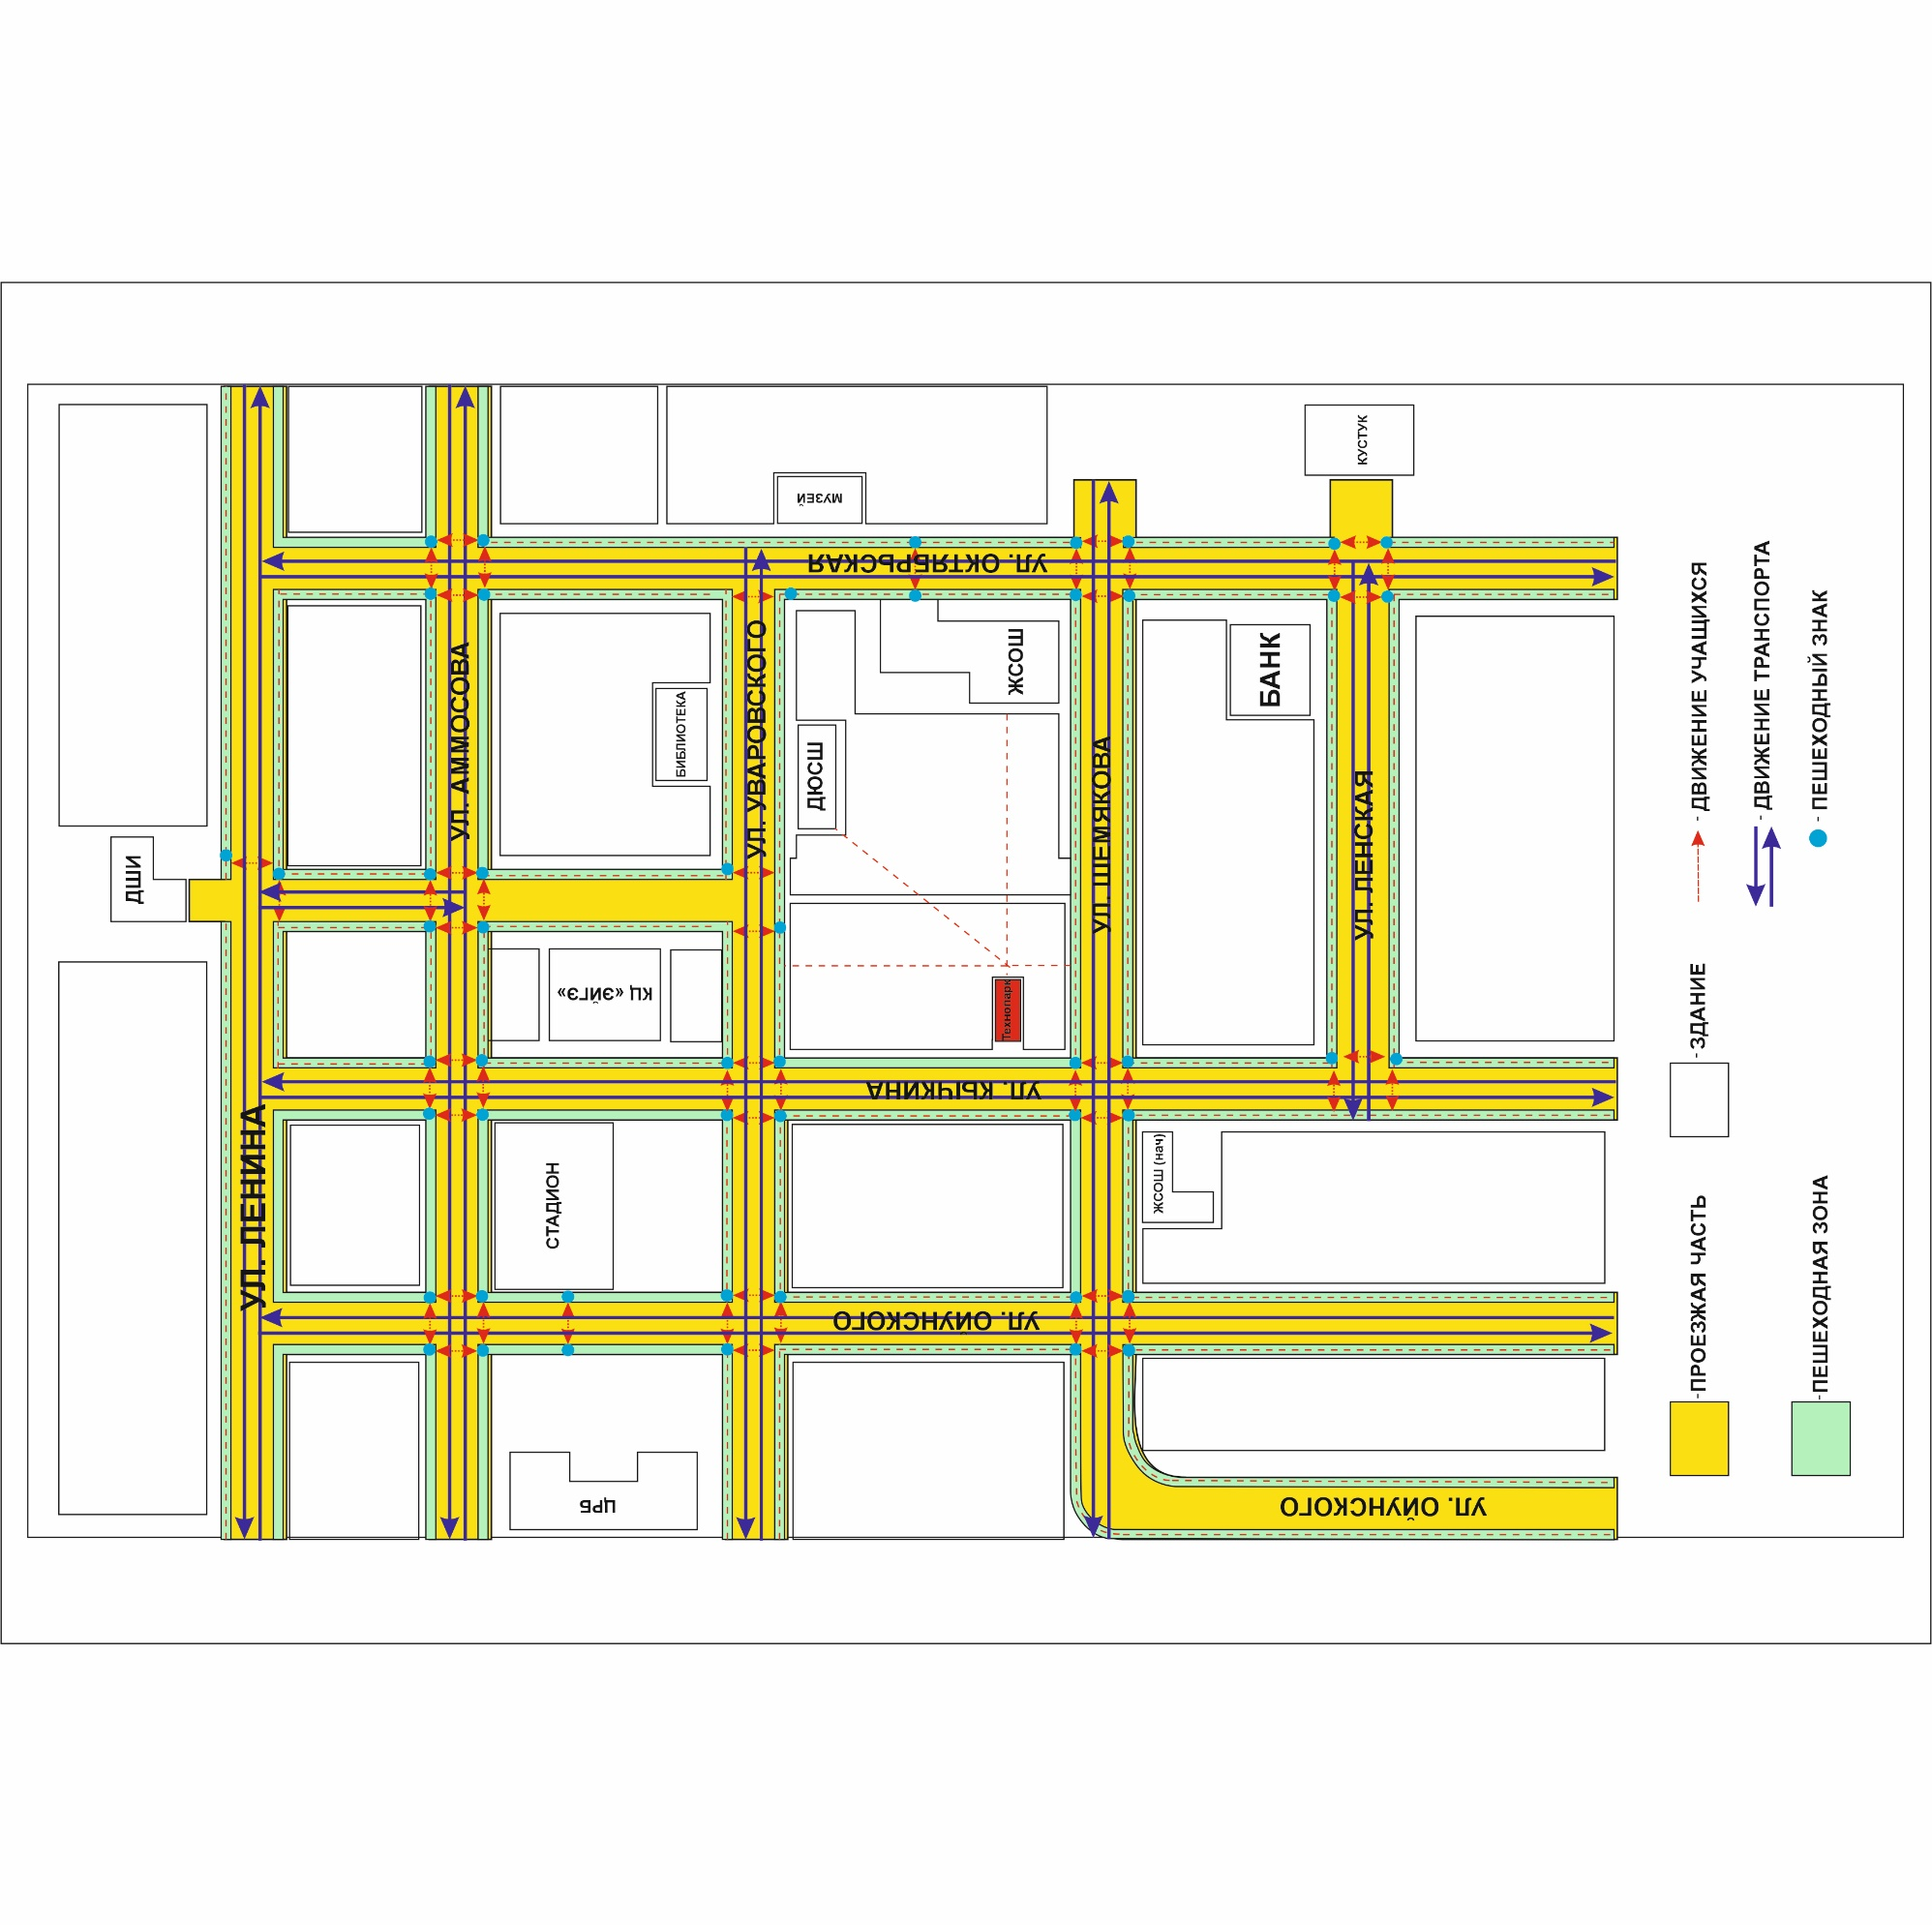 КУСТУК
МУЗЕЙ
УЛ. ОКТЯБРЬСКАЯ
УЛ. АММОСОВА
БИБЛИОТЕКА
УЛ. УВАРОВСКОГО
ДЮСШ
ЖСОШ
УЛ. ШЕМЯКОВА
БАНК
УЛ. ЛЕНСКАЯ
ДШИ
КЦ «ЭЙГЭ»
Технопарк
УЛ. КЫЧКИНА
УЛ. ЛЕНИНА
СТАДИОН
ЖСОШ (нач)
УЛ. ОЙУНСКОГО
ЦРБ
УЛ. ОЙУНСКОГО
- ДВИЖЕНИЕ УЧАЩИХСЯ
- ДВИЖЕНИЕ ТРАНСПОРТА
- ПЕШЕХОДНЫЙ ЗНАК
- ЗДАНИЕ
-ПРОЕЗЖАЯ ЧАСТЬ
-ПЕШЕХОДНАЯ ЗОНА